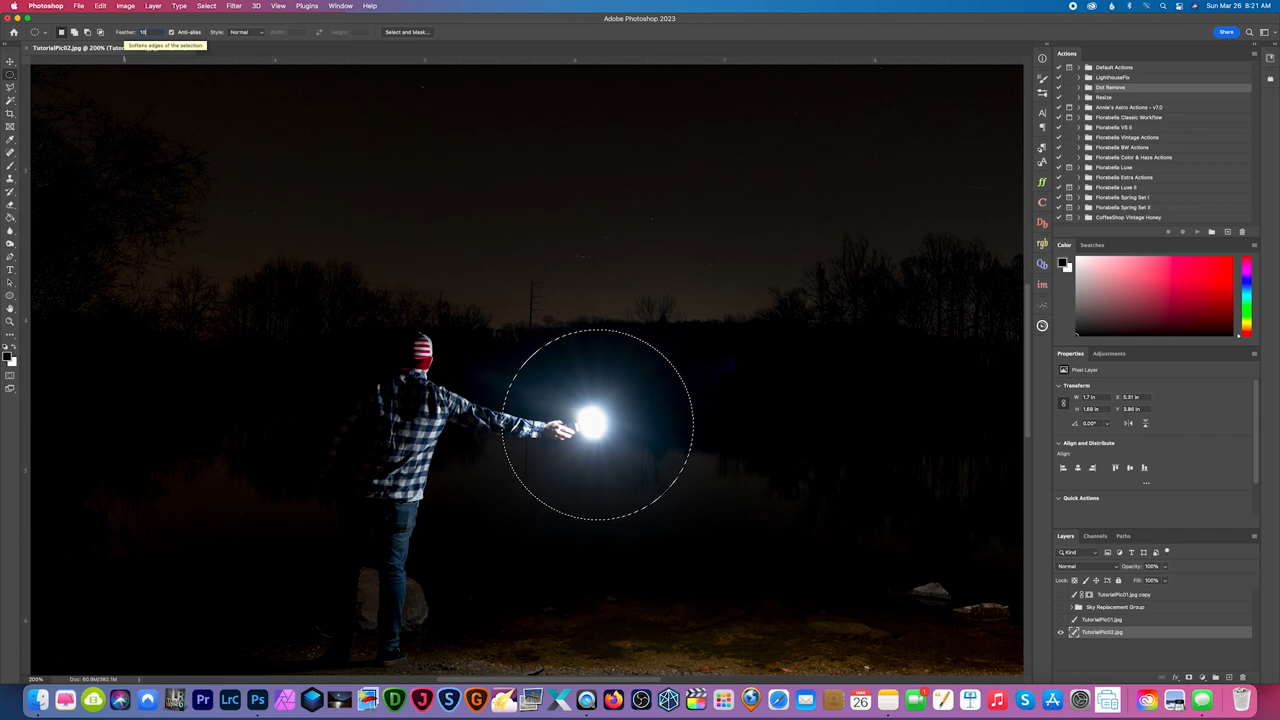 Photoshop File Edit Image Layer Type Select Filter 3D View Plugins Window Help Sun Mar 26 8:21 AM
Adobe Photoshop 2023
Feather: 10 Anti-alias Style: Normal Width: Height: Select and Mask... Share
Softens edges of the selection
TutorialPic02.jpg @ 200% (Tutor
Actions
Default Actions
LighthouseFix
Dot Remove
Resize
Annie's Astro Actions - v7.0
Florabella Classic Workflow
Florabella VS II
Florabella Vintage Actions
Florabella BW Actions
Florabella Color & Haze Actions
Florabella Luxe
Florabella Extra Actions
Florabella Luxe II
Florabella Spring Set I
Florabella Spring Set II
CoffeeShop Vintage Honey
Color Swatches
Properties Adjustments
Pixel Layer
Transform
W 1.7 in X 5.31 in
H 1.69 in Y 3.86 in
0.00°
Align and Distribute
Align:
Quick Actions
Layers Channels Paths
Kind
Normal Opacity: 100%
Lock: Fill: 100%
TutorialPic01.jpg copy
Sky Replacement Group
TutorialPic01.jpg
TutorialPic02.jpg
200% Doc: 60.9M/382.1M